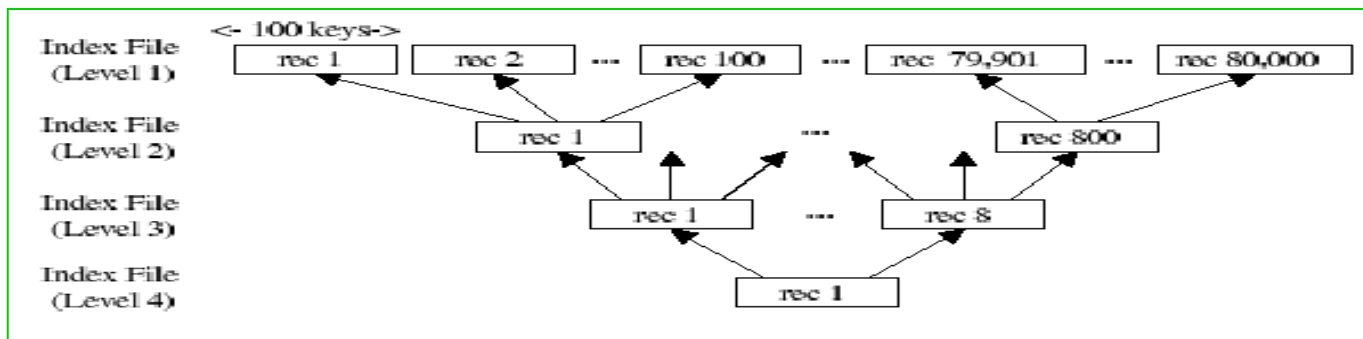 <- 100 keys->
Index File
(Level 1)
rec 1 rec 2 ... rec 100 ... rec 79,901 ... rec 80,000
Index File
(Level 2)
rec 1 ... rec 800
Index File
(Level 3)
rec 1 ... rec 8
Index File
(Level 4)
rec 1